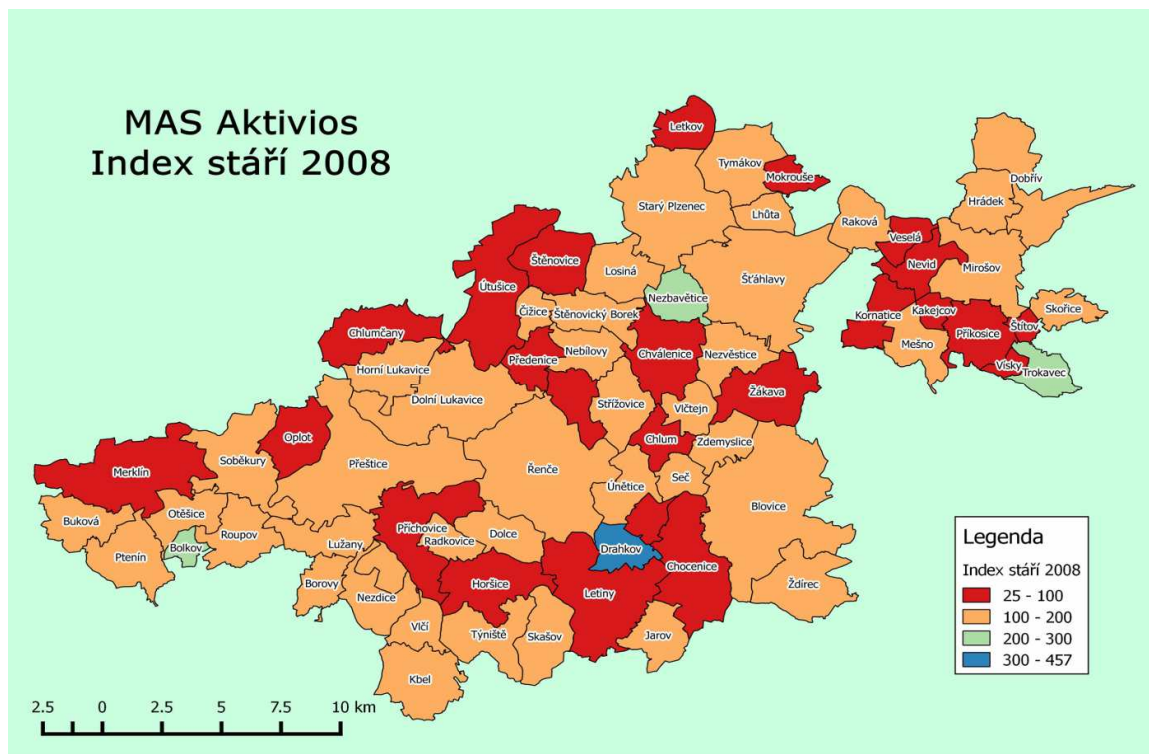 MAS Aktivios
Index stáří 2008
Letkov
Tymákov
Mokrouše
Dobřív
Hrádek
Starý Plzenec
Lhůta
Raková
Veselá
Štěnovice
Losiná
Šťáhlavy
Nevid
Mirošov
Útušice
Nezbavětice
Kornatice
Kakejcov
Skořice
Čižice
Štěnovický Borek
Štítov
Příkosice
Chlumčany
Mešno
Předenice
Nebílovy
Chválenice
Nezvěstice
Vísky
Trokavec
Horní Lukavice
Žákava
Dolní Lukavice
Střížovice
Vlčtejn
Oplot
Chlum
Zdemyslice
Merklín
Soběkury
Přeštice
Řenče
Seč
Únětice
Blovice
Otěšice
Buková
Příchovice
Roupov
Dolce
Radkovice
Lužany
Bolkov
Drahkov
Ptenín
Chocenice
Borovy
Horšice
Letiny
Ždírec
Nezdice
Vlčí
Týniště
Skašov
Jarov
Kbel
Legenda
Index stáří 2008
25 - 100
100 - 200
200 - 300
300 - 457
2.5 0 2.5 5 7.5 10 km